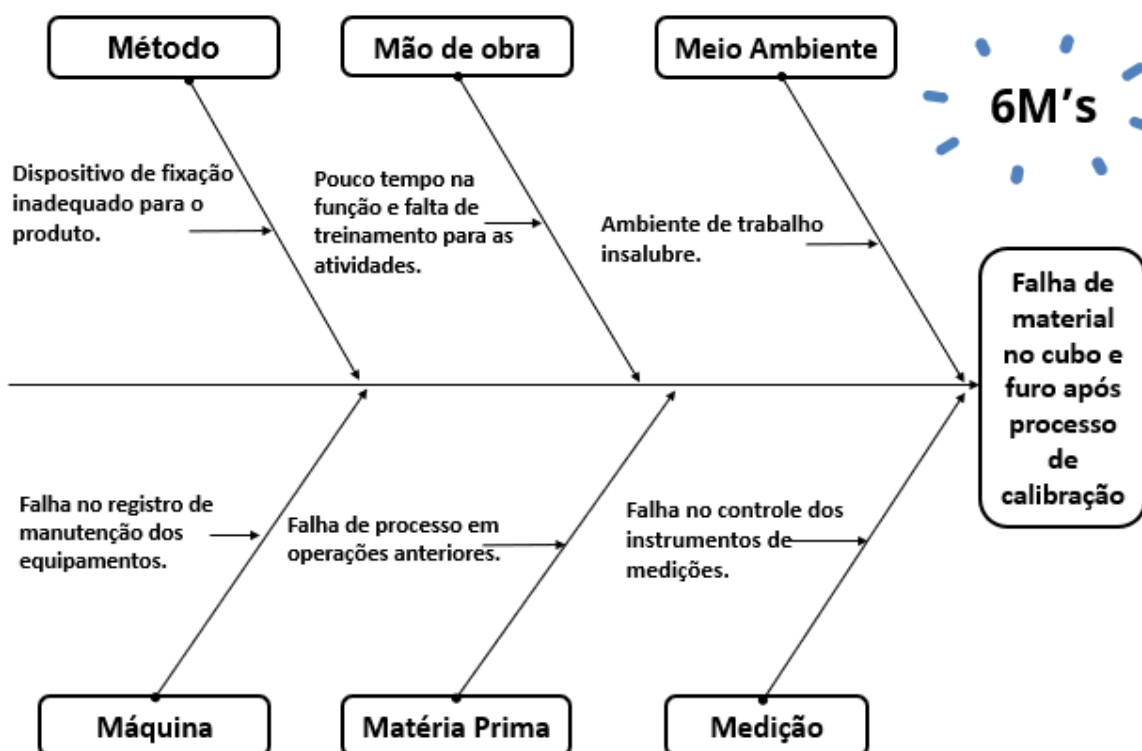 Método
Mão de obra
Meio Ambiente
6M’s
Dispositivo de fixação
inadequado para o
produto.
Pouco tempo na
função e falta de
treinamento para as
atividades.
Ambiente de trabalho
insalubre.
Falha de
material
no cubo e
furo após
processo
de
calibração
Falha no registro de
manutenção dos
equipamentos.
Falha de processo em
operações anteriores.
Falha no controle dos
instrumentos de
medições.
Máquina
Matéria Prima
Medição